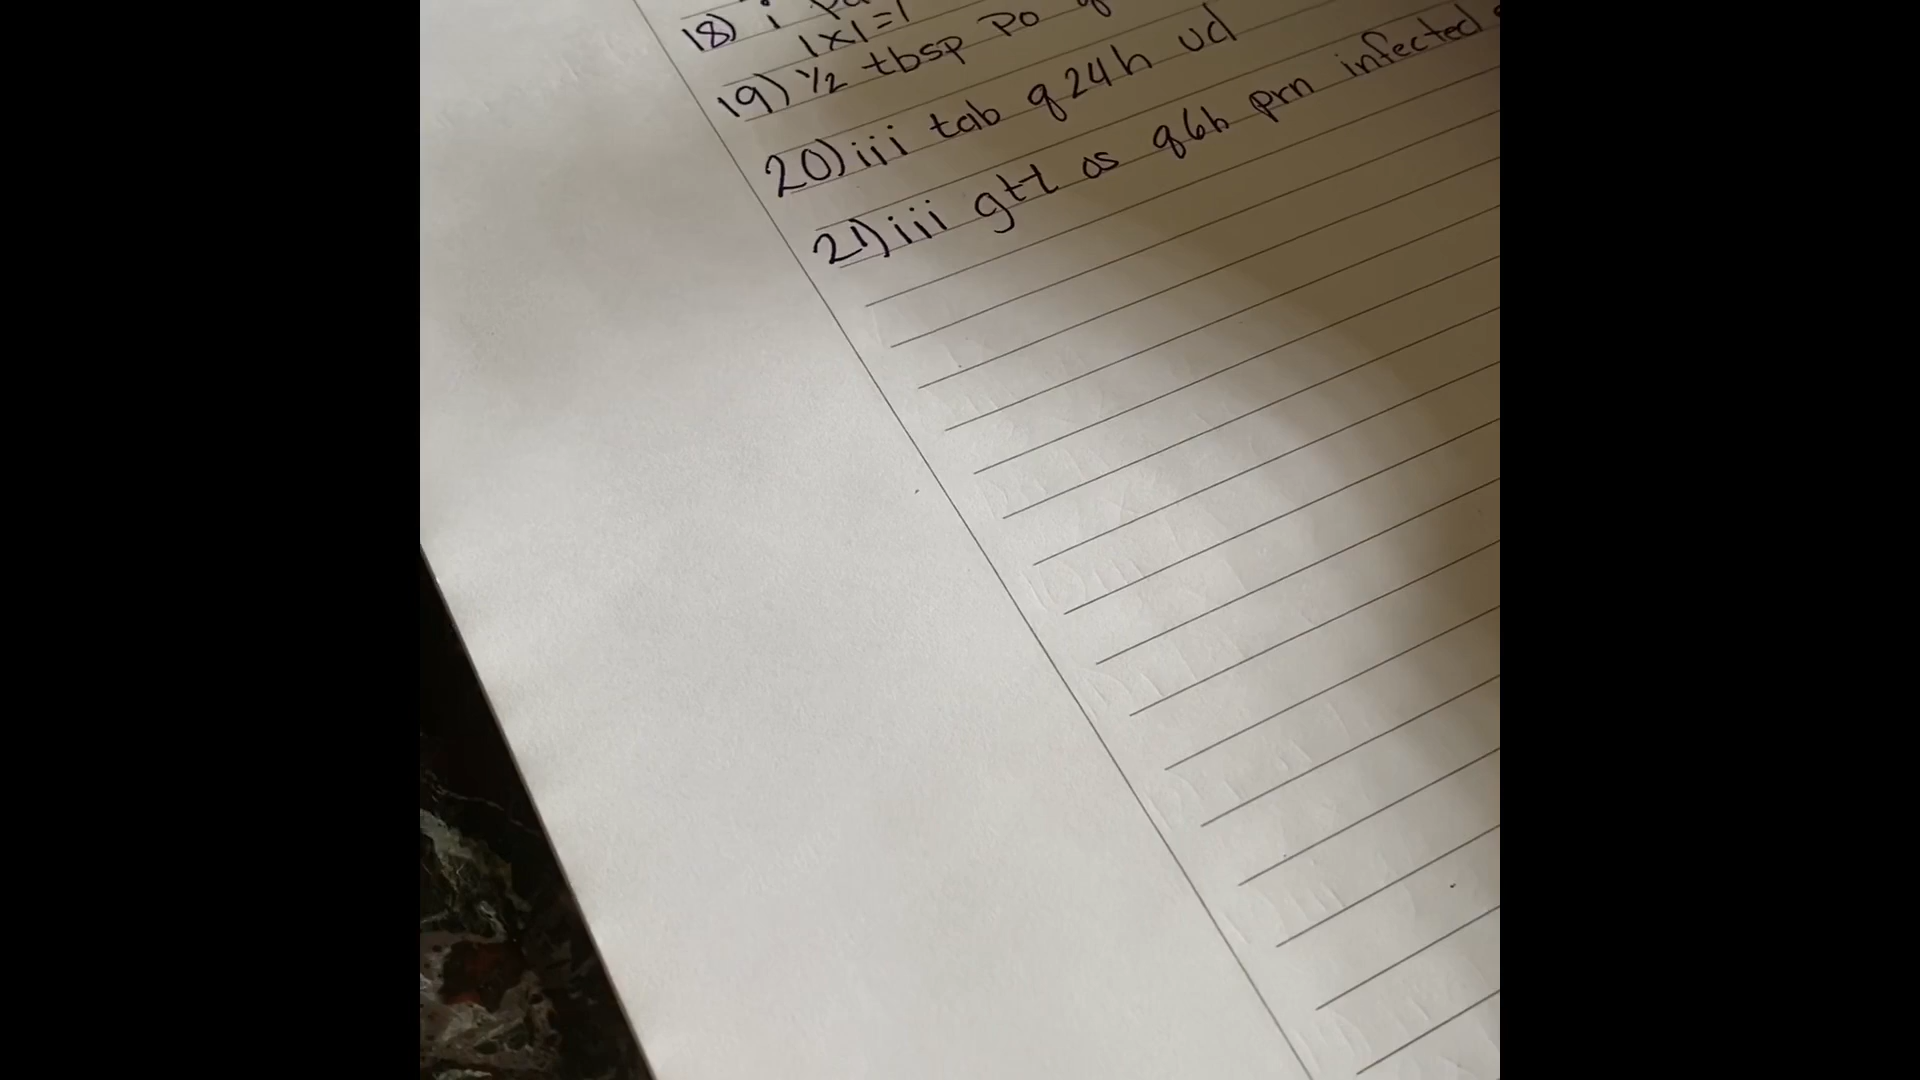 18) i
1x1=1
19) 1/2 tbsp PO
20) iii tab q24h ud
21) iii gtt os q6h prn infected